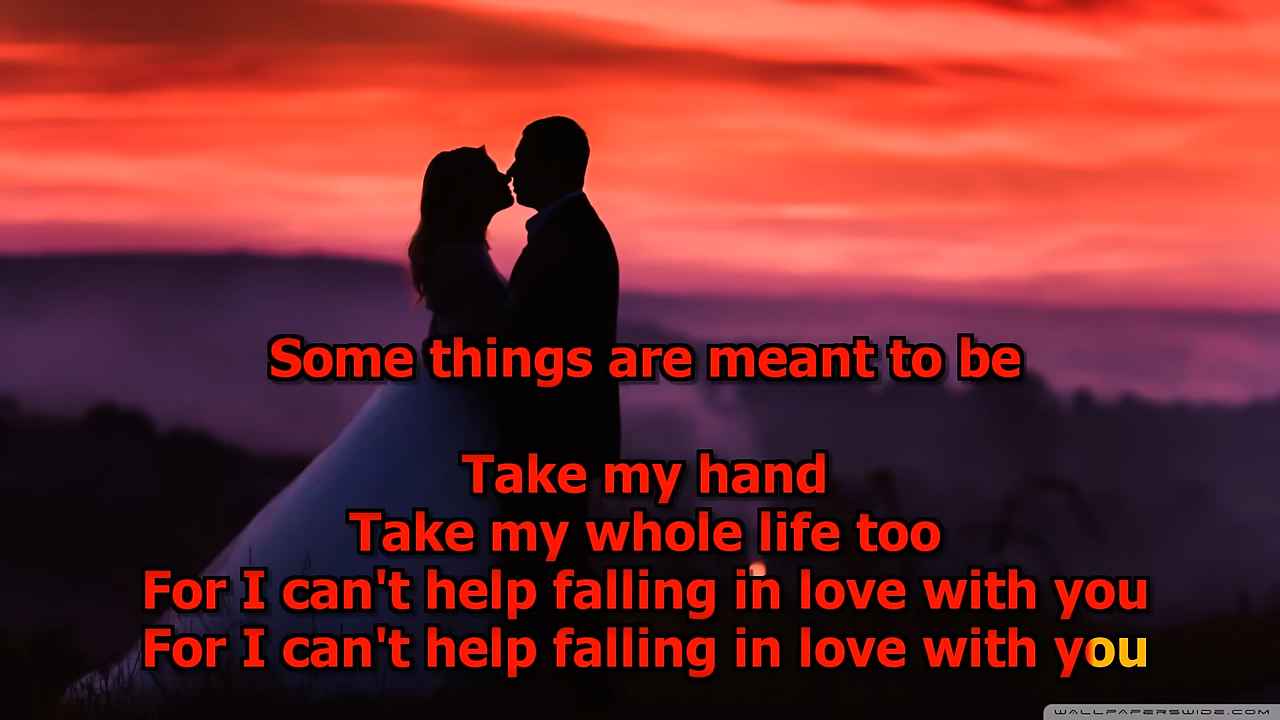 Some things are meant to be
Take my hand
Take my whole life too
For I can't help falling in love with you
For I can't help falling in love with you
WALLPAPERSWIDE.COM